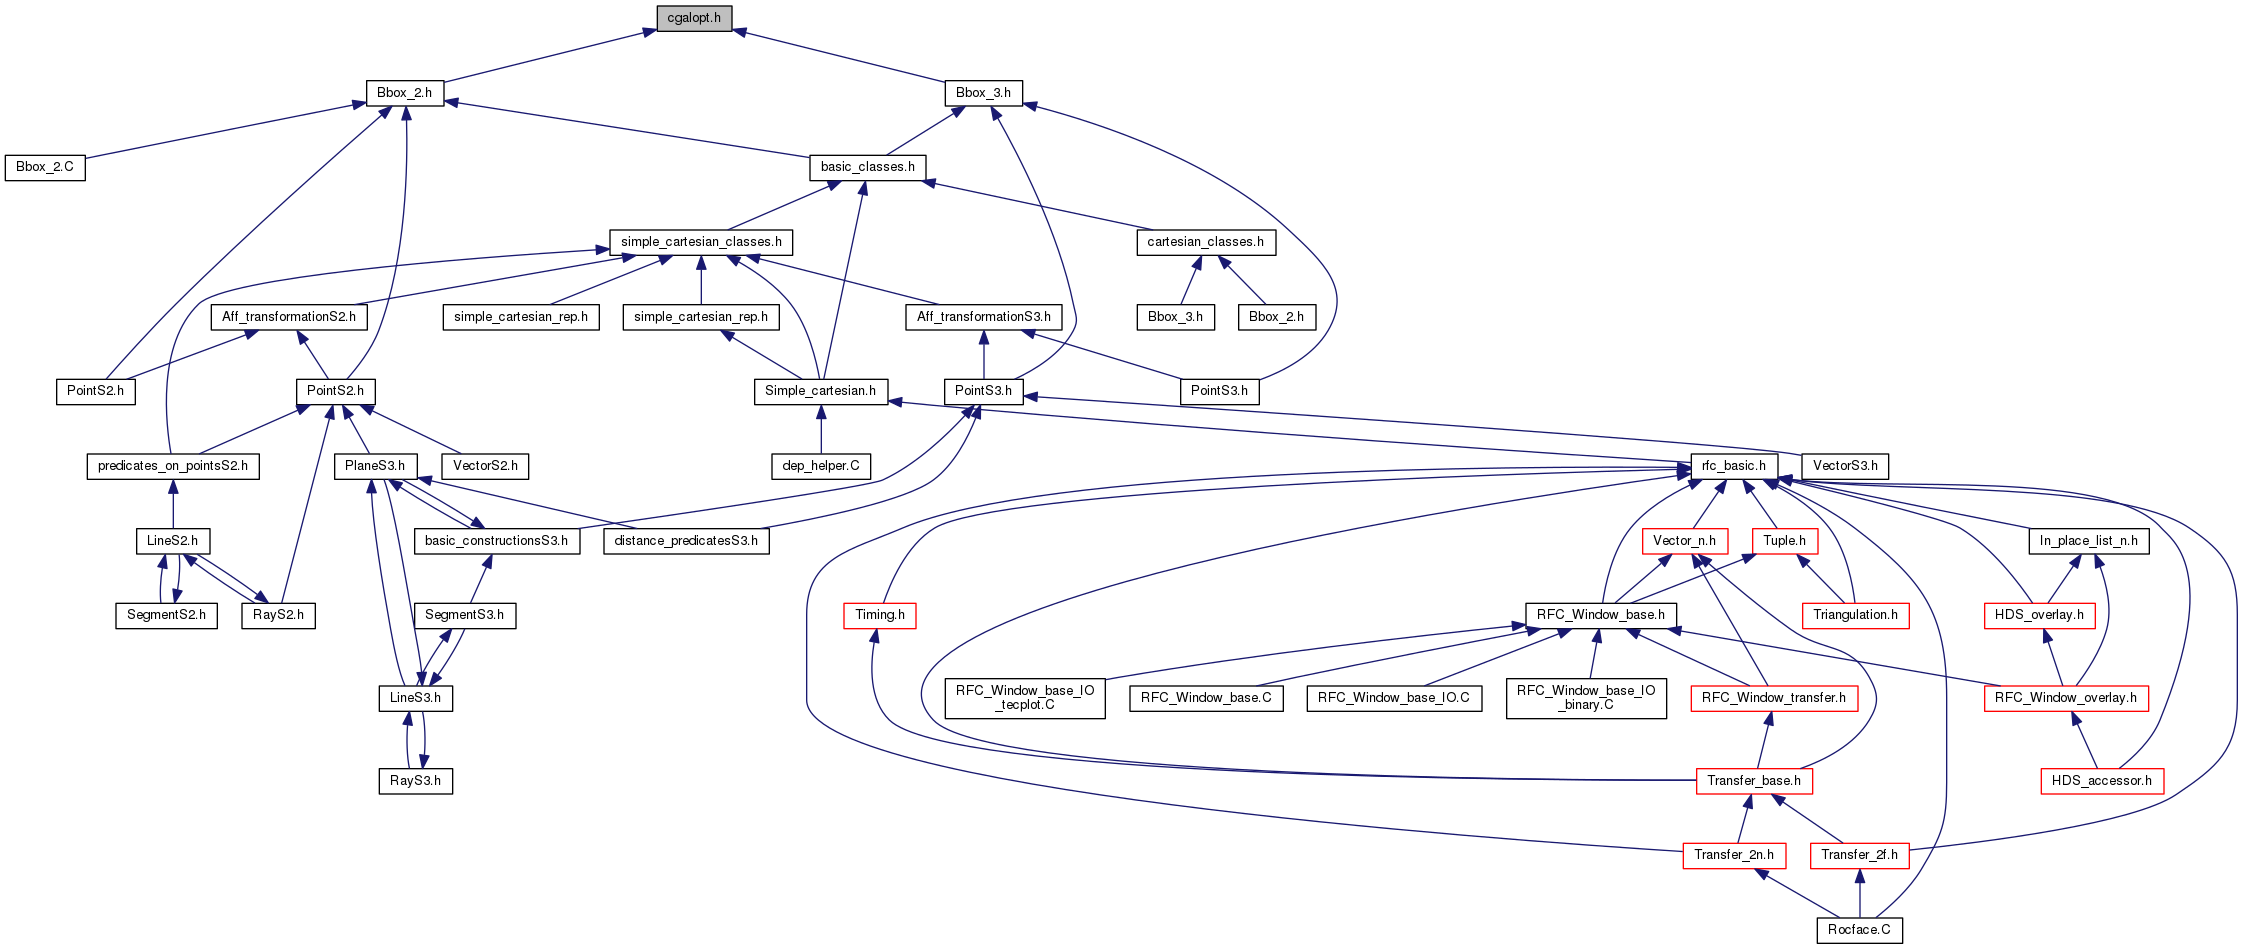 cgalopt.h
Bbox_2.h
Bbox_3.h
Bbox_2.C
basic_classes.h
simple_cartesian_classes.h
cartesian_classes.h
Aff_transformationS2.h
simple_cartesian_rep.h
simple_cartesian_rep.h
Aff_transformationS3.h
Bbox_3.h
Bbox_2.h
PointS2.h
PointS2.h
Simple_cartesian.h
PointS3.h
PointS3.h
predicates_on_pointsS2.h
PlaneS3.h
VectorS2.h
dep_helper.C
rfc_basic.h
VectorS3.h
LineS2.h
basic_constructionsS3.h
distance_predicatesS3.h
Vector_n.h
Tuple.h
In_place_list_n.h
SegmentS2.h
RayS2.h
SegmentS3.h
Timing.h
RFC_Window_base.h
Triangulation.h
HDS_overlay.h
LineS3.h
RFC_Window_base_IO
_tecplot.C
RFC_Window_base.C
RFC_Window_base_IO.C
RFC_Window_base_IO
_binary.C
RFC_Window_transfer.h
RFC_Window_overlay.h
RayS3.h
Transfer_base.h
HDS_accessor.h
Transfer_2n.h
Transfer_2f.h
Rocface.C